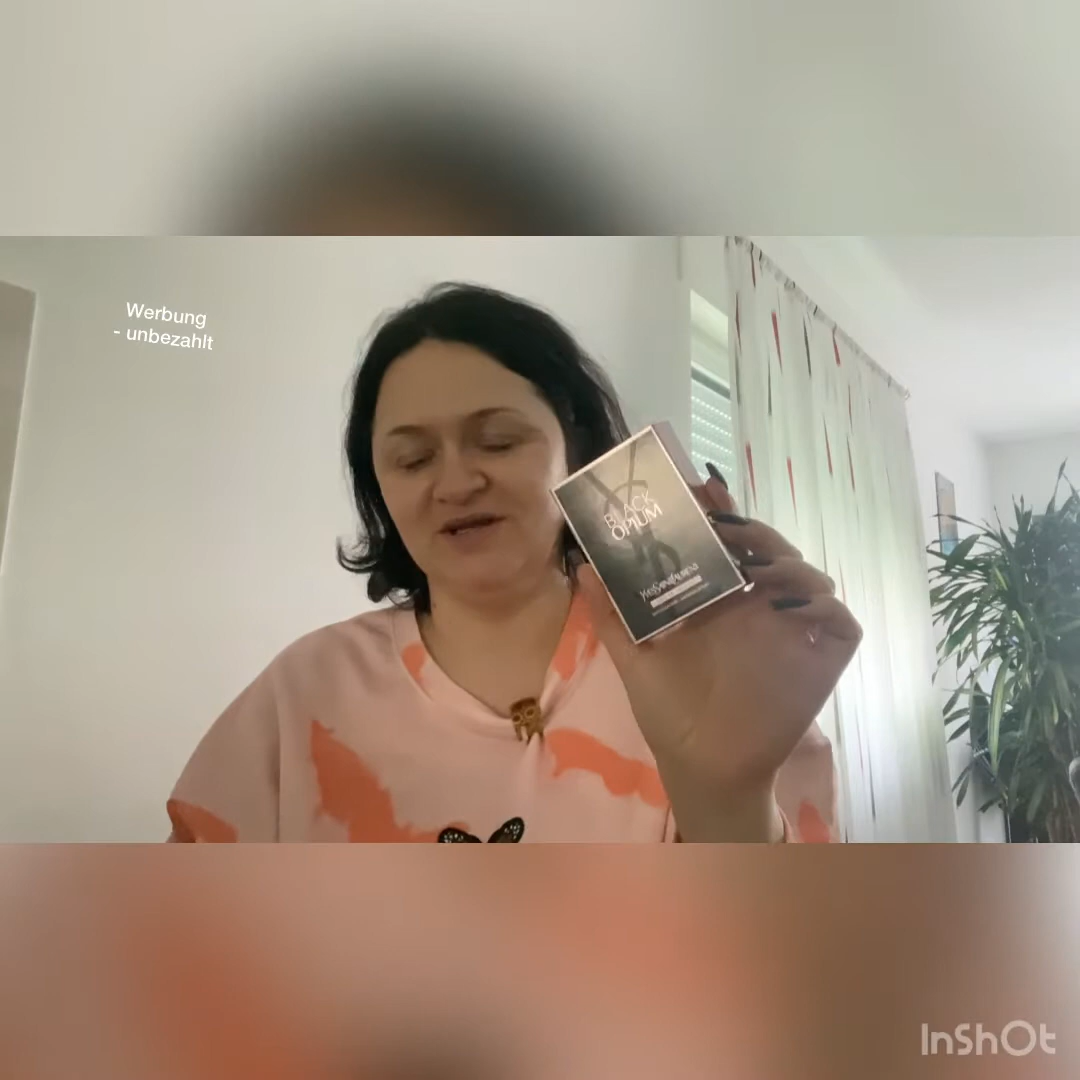 Werbung
- unbezahlt
BLACK
OPIUM
YVESSAINTLAURENT
InShOt